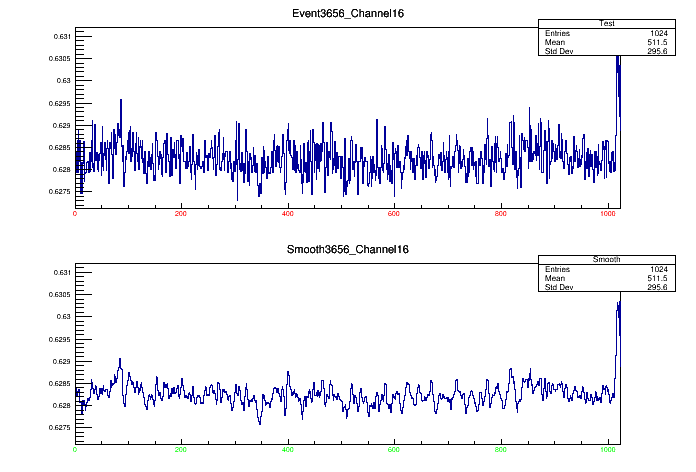 Event3656_Channel16
Test
Entries 1024
Mean 511.5
Std Dev 295.6
0.631
0.6305
0.63
0.6295
0.629
0.6285
0.628
0.6275
0 200 400 600 800 1000
Smooth3656_Channel16
Smooth
Entries 1024
Mean 511.5
Std Dev 295.6
0.631
0.6305
0.63
0.6295
0.629
0.6285
0.628
0.6275
0 200 400 600 800 1000